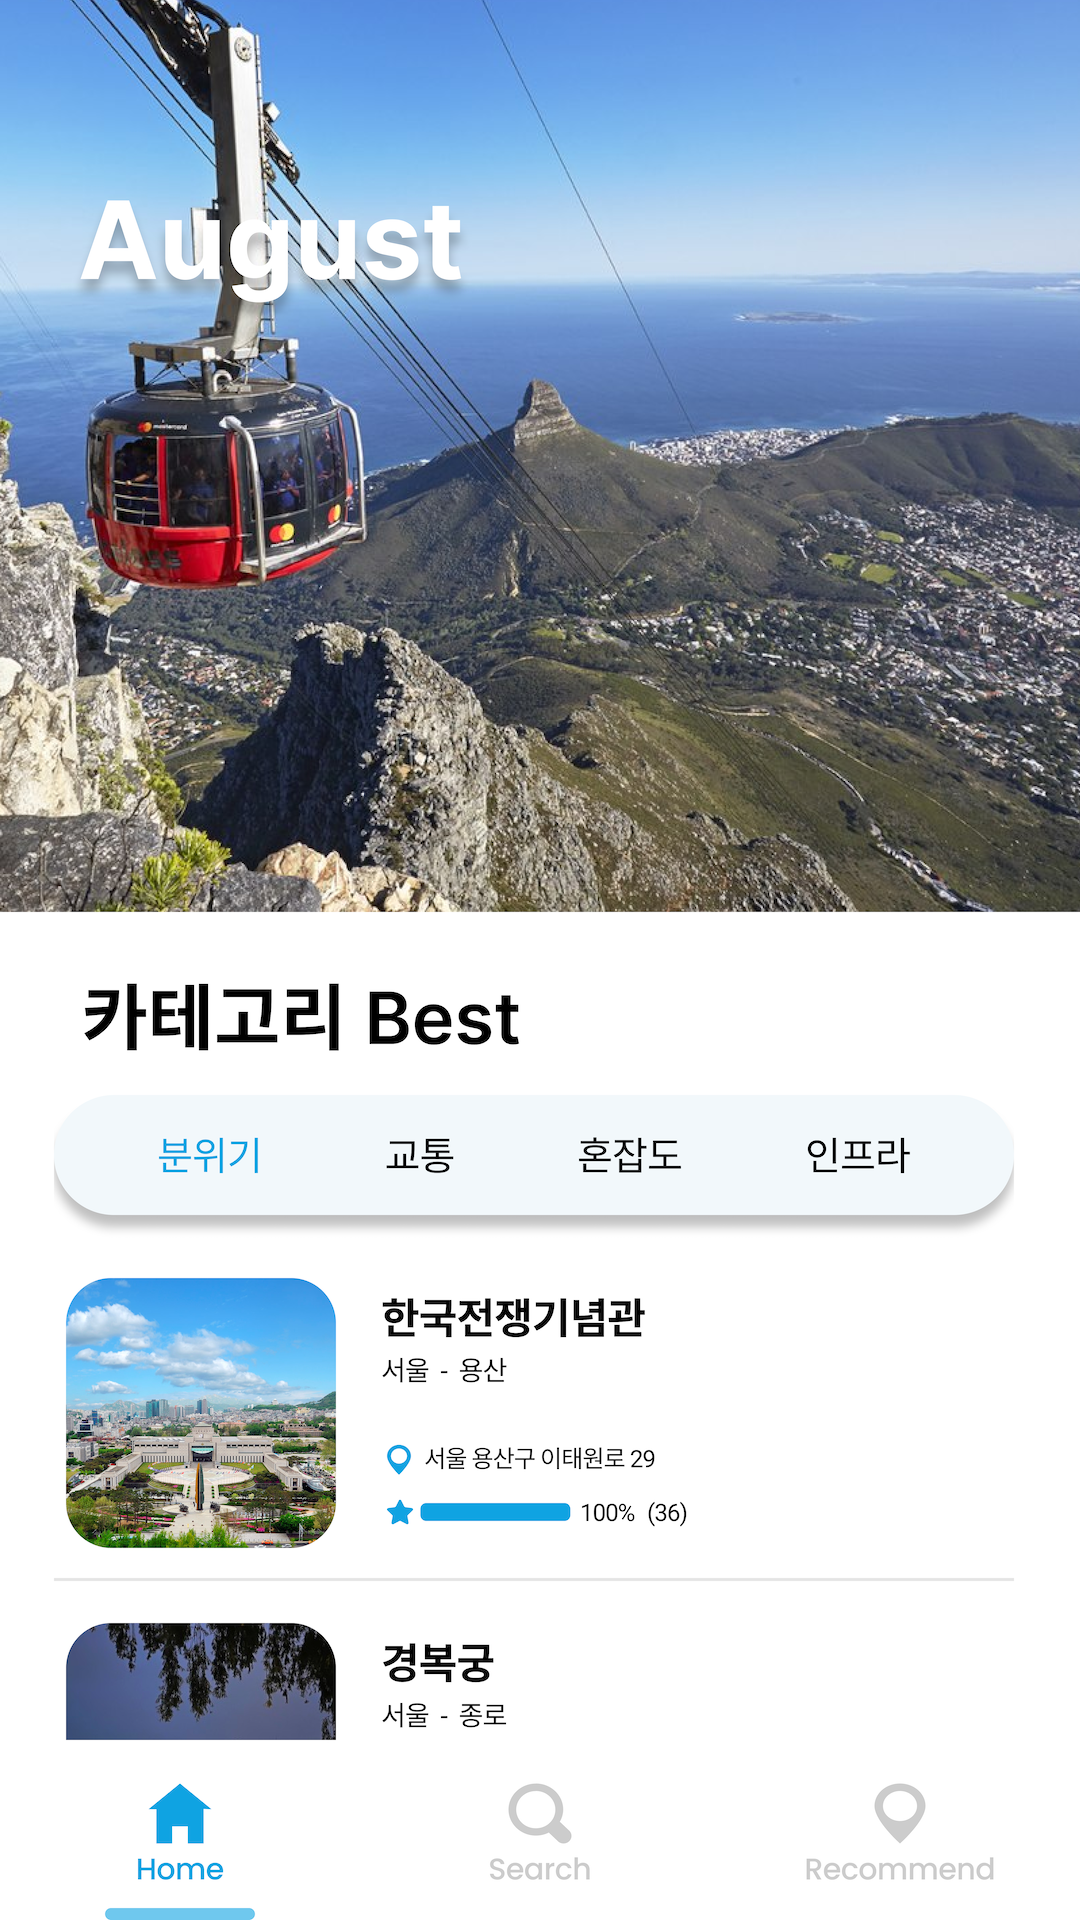 August
mastercard
카테고리 Best
분위기 교통 혼잡도 인프라
한국전쟁기념관
서울 - 용산
서울 용산구 이태원로 29
100% (36)
경복궁
서울 - 종로
Home Search Recommend